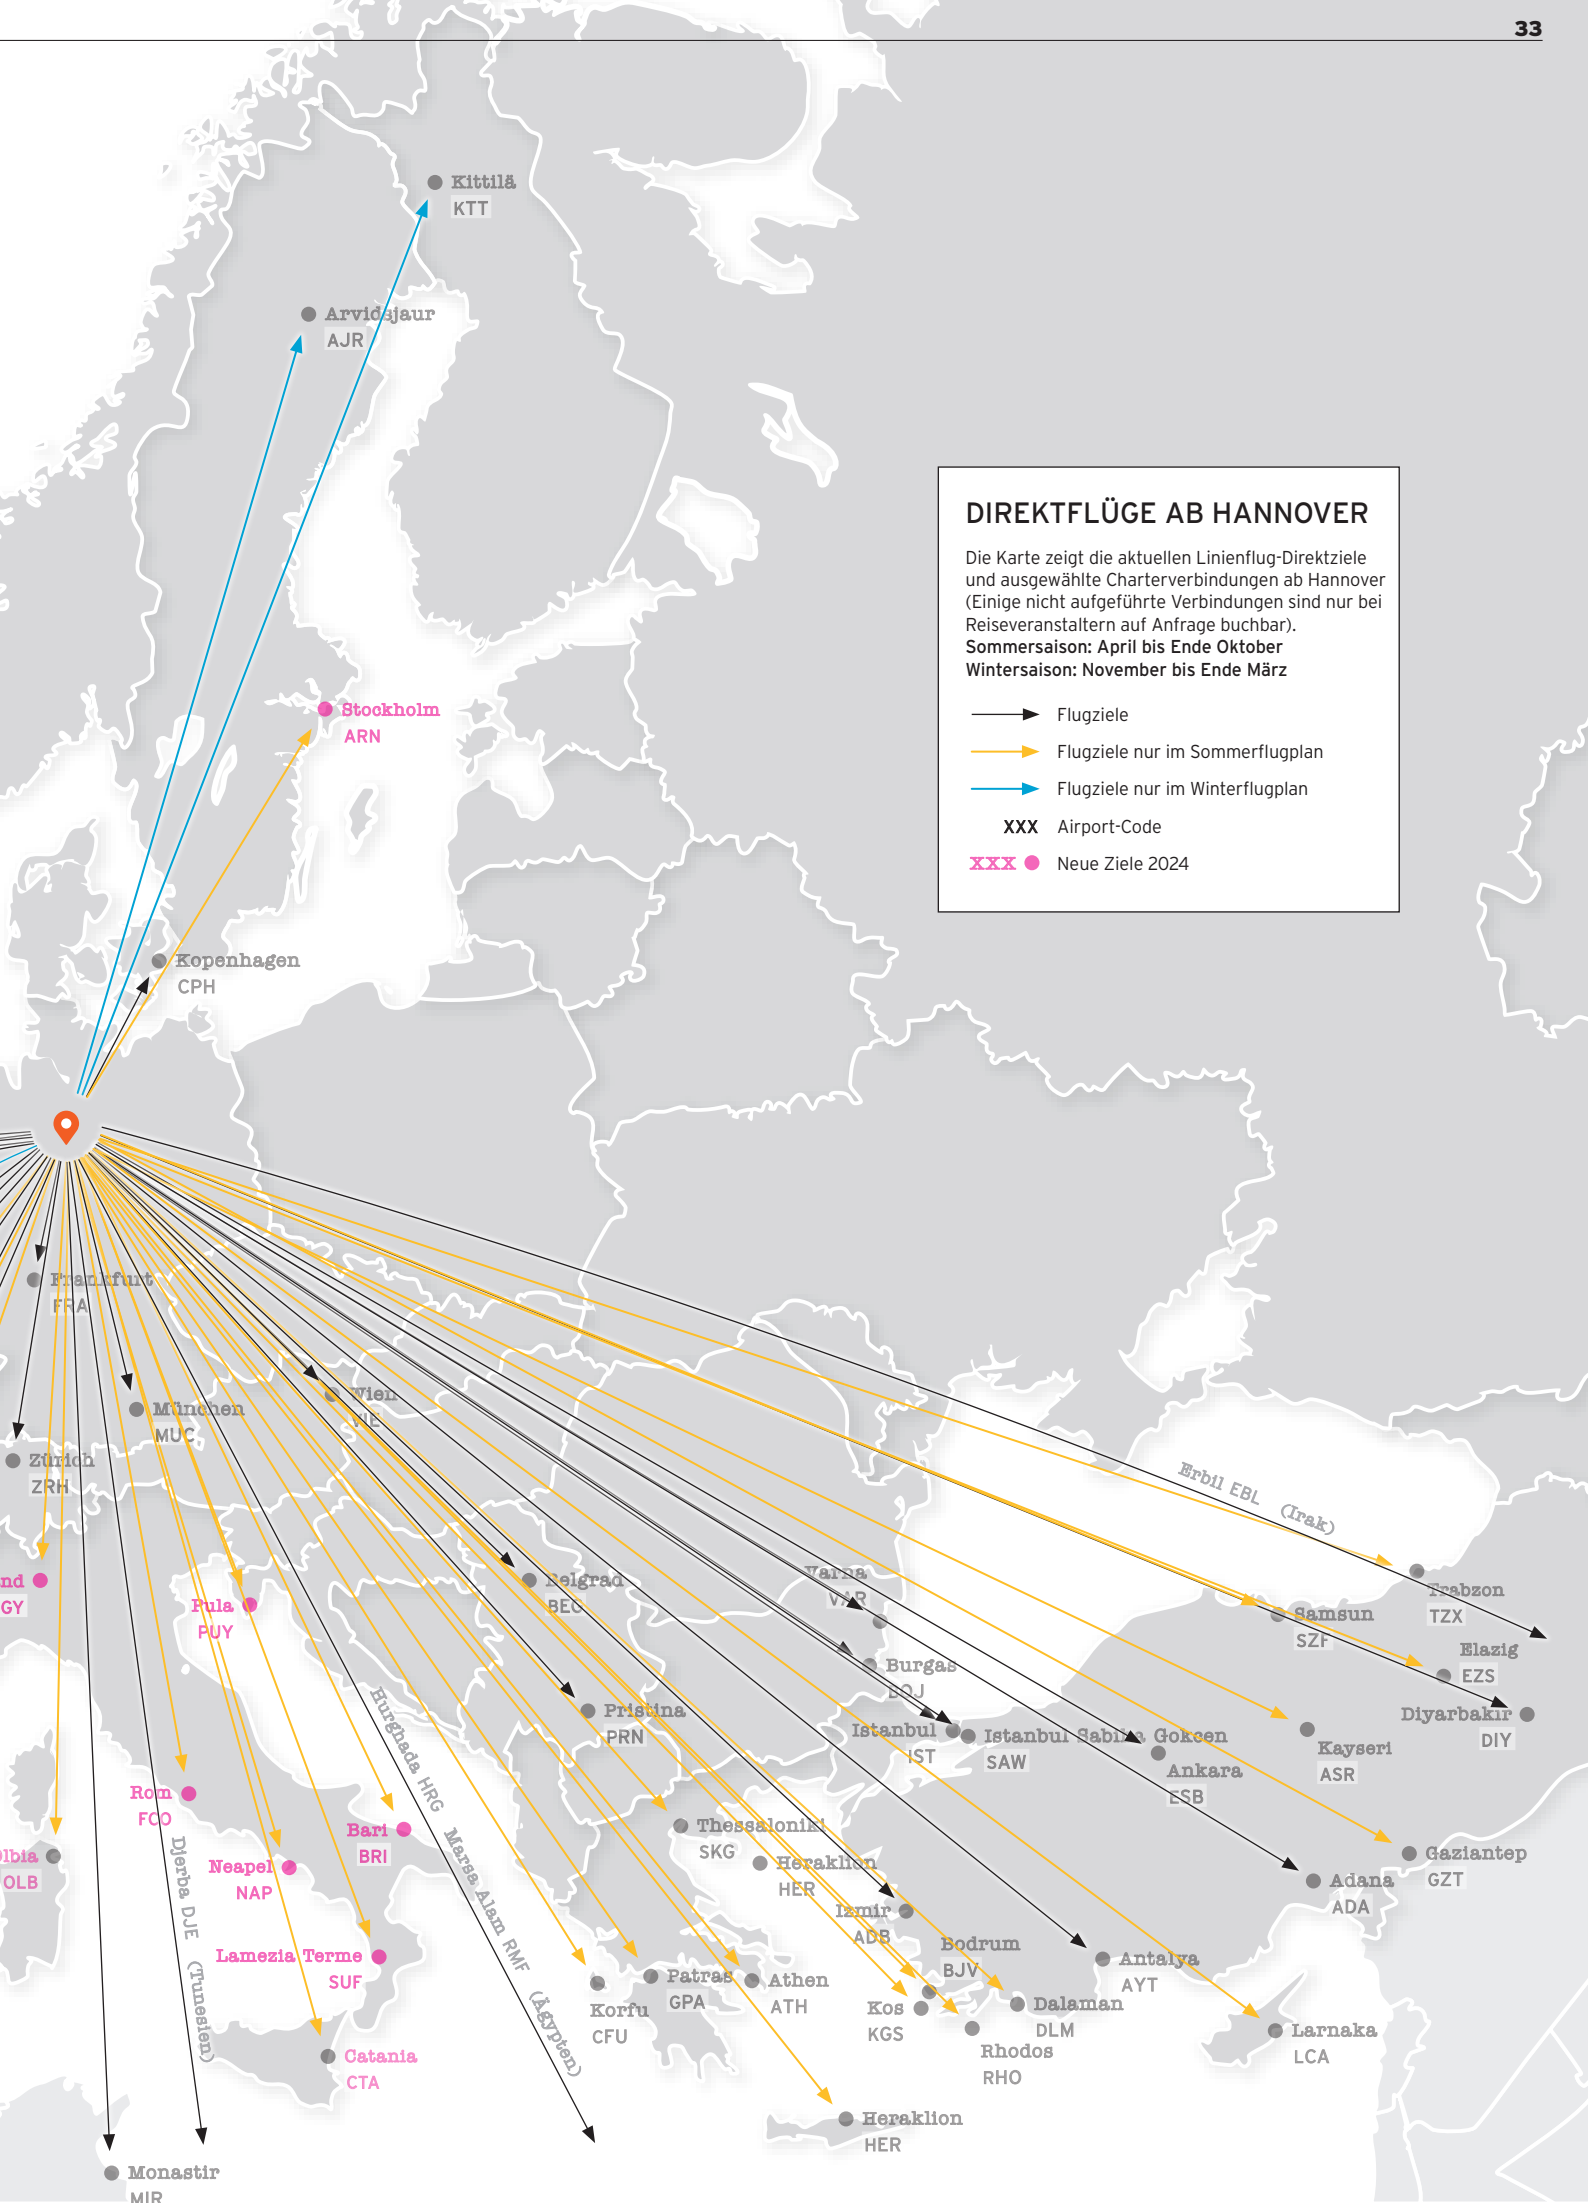 33
Kittilä
KTT
Arvidsjaur
AJR
DIREKTFLÜGE AB HANNOVER
Die Karte zeigt die aktuellen Linienflug-Direktziele
und ausgewählte Charterverbindungen ab Hannover
(Einige nicht aufgeführte Verbindungen sind nur bei
Reiseveranstaltern auf Anfrage buchbar).
Sommersaison: April bis Ende Oktober
Wintersaison: November bis Ende März
Flugziele
Flugziele nur im Sommerflugplan
Flugziele nur im Winterflugplan
XXX Airport-Code
XXX Neue Ziele 2024
Stockholm
ARN
Kopenhagen
CPH
Frankfurt
FRA
Wien
VIE
München
MUC
Zürich
ZRH
Erbil EBL (Irak)
nd
GY
Pula
PUY
Belgrad
BEG
Varna
VAR
Trabzon
TZX
Samsun
SZF
Elazig
EZS
Burgas
BOJ
Pristina
PRN
Diyarbakır
DIY
Istanbul
IST
Istanbul Sabiha Gokcen
SAW
Kayseri
ASR
Ankara
ESB
Rom
FCO
Hurghada HRG Marsa Alam RMF (Ägypten)
Bari
BRI
Thessaloniki
SKG
Heraklion
HER
Gaziantep
GZT
lbia
OLB
Neapel
NAP
Djerba DJE (Tunesien)
Adana
ADA
Izmir
ADB
Bodrum
BJV
Lamezia Terme
SUF
Antalya
AYT
Korfu
CFU
Patras
GPA
Athen
ATH
Kos
KGS
Dalaman
DLM
Rhodos
RHO
Larnaka
LCA
Catania
CTA
Heraklion
HER
Monastir
MIR